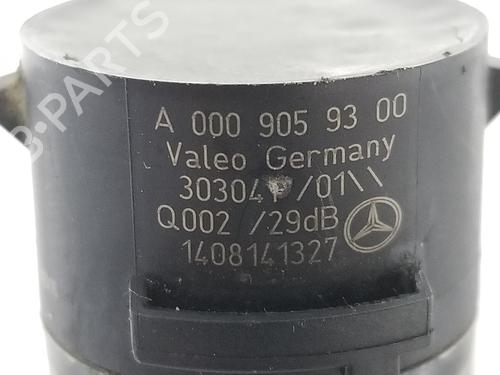 B-PARTS
A 000 905 93 00
Valeo Germany
/01\\
Q002 /29dB
1408141327